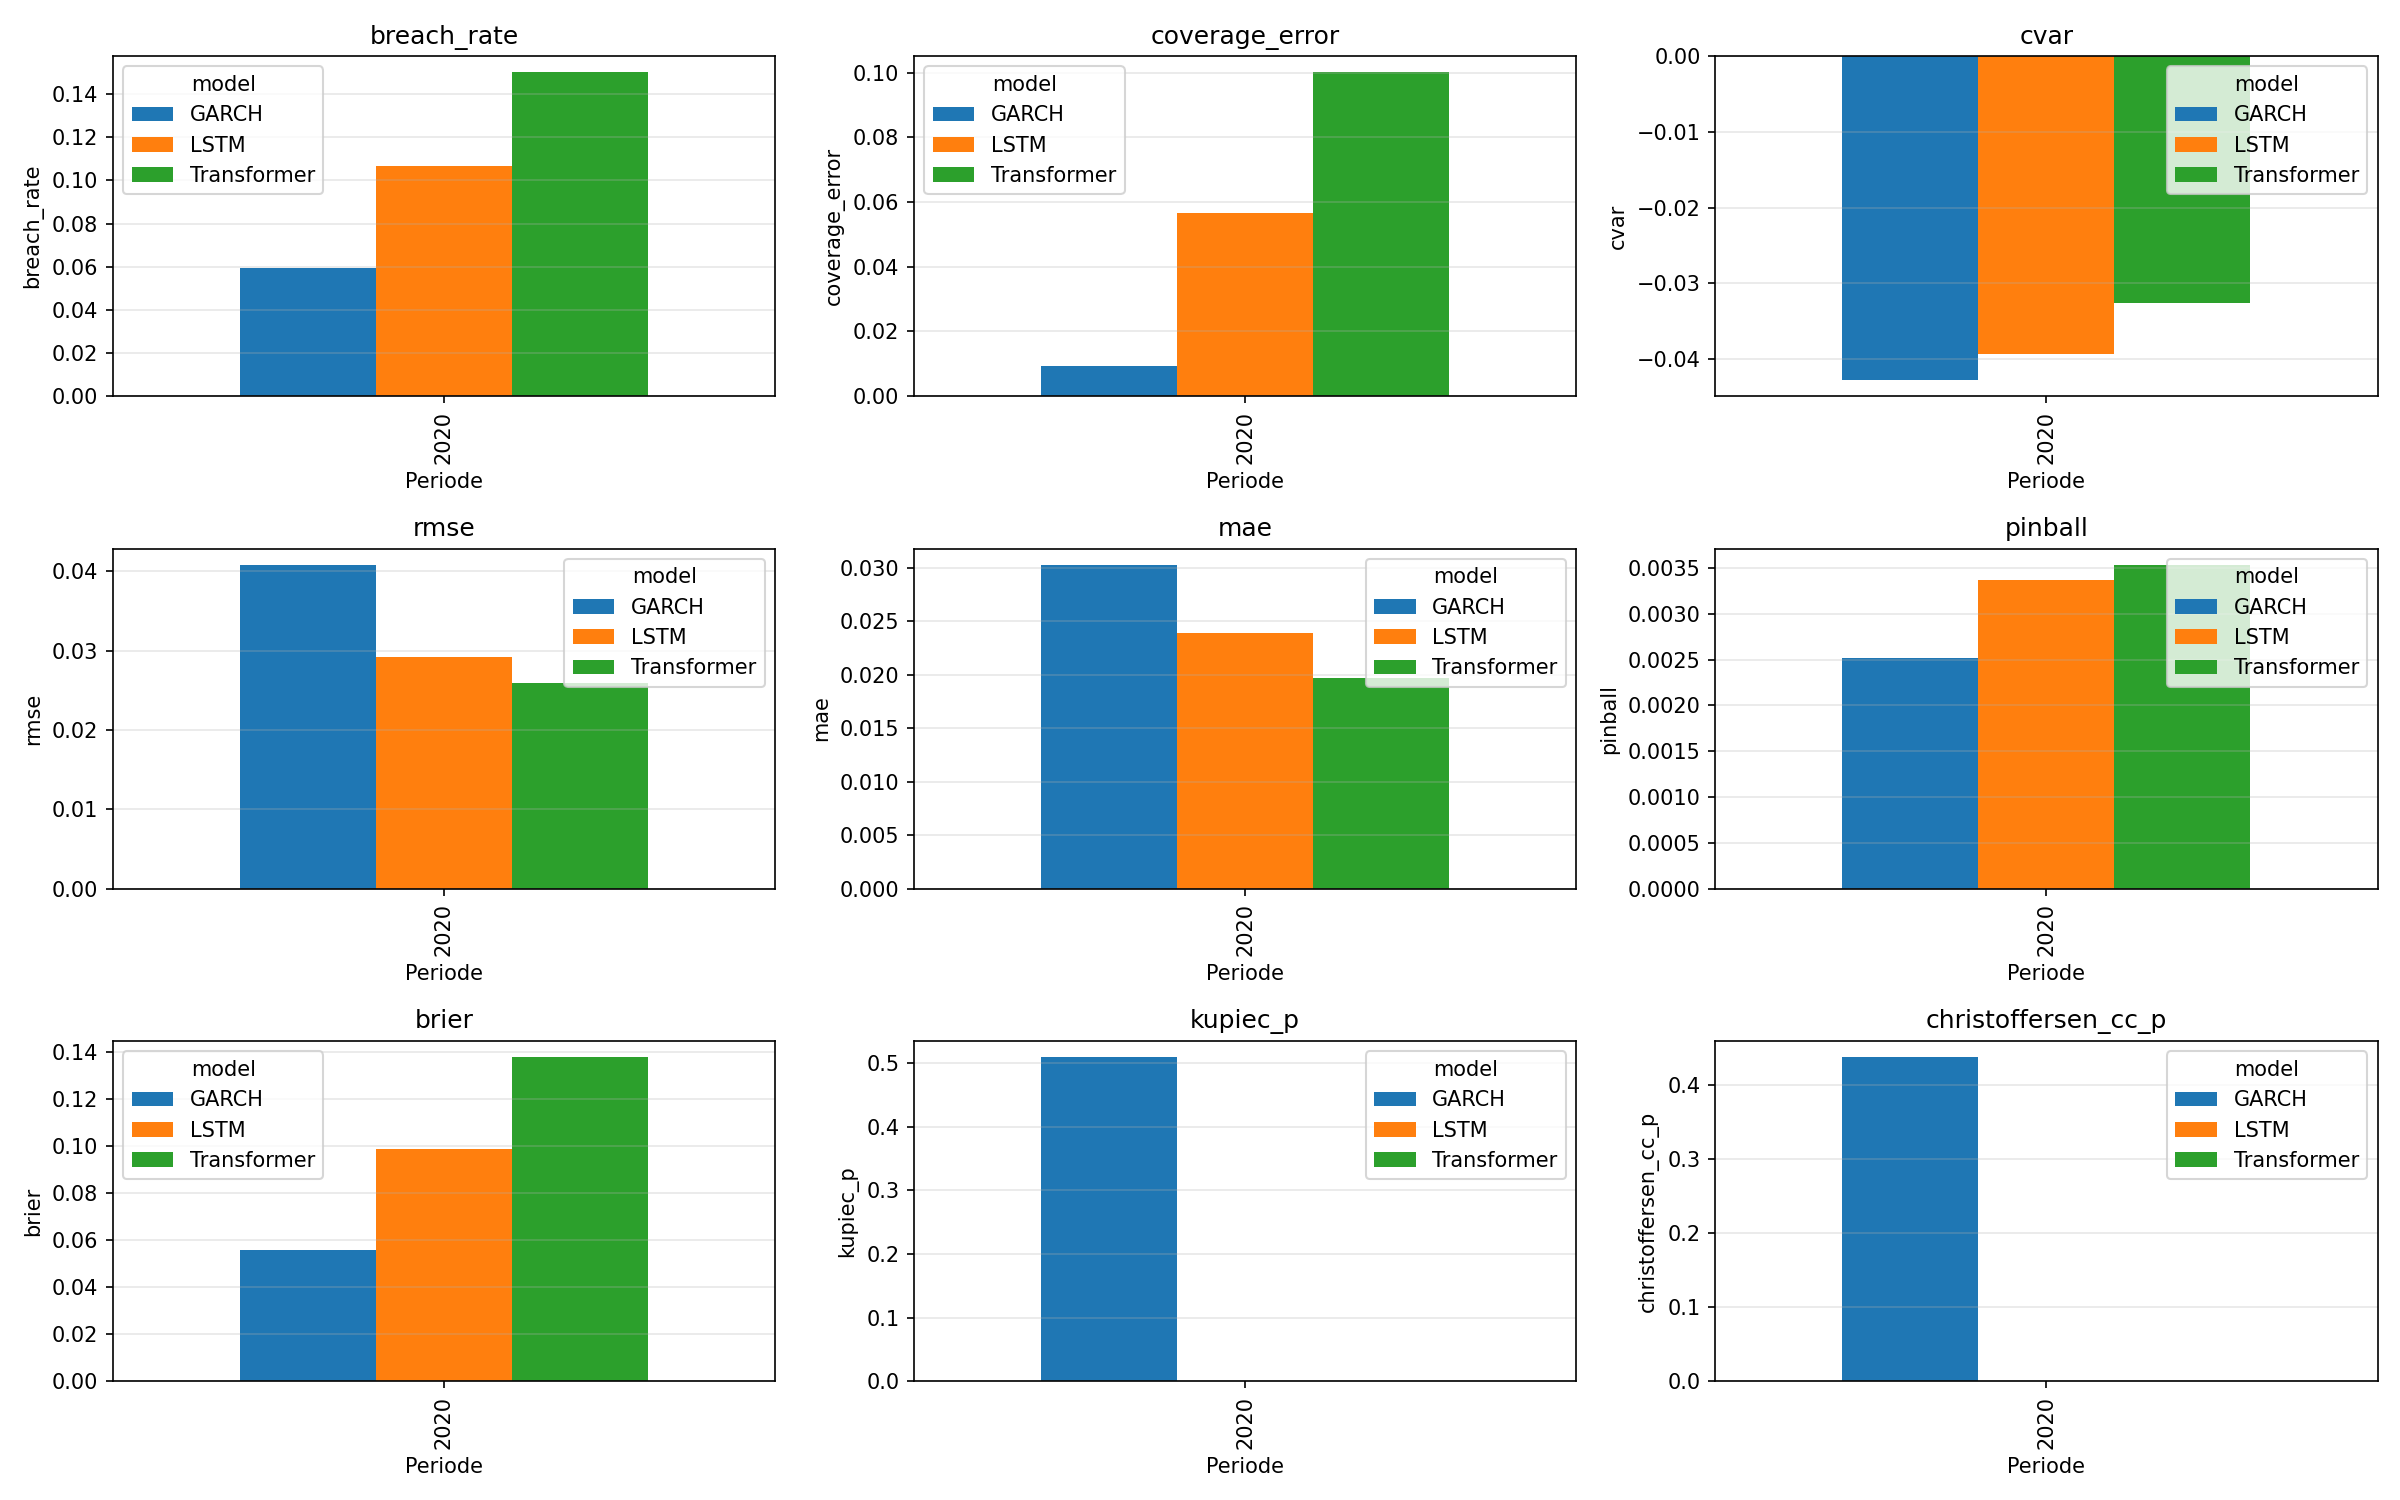 breach_rate
breach_rate
0.14
0.12
0.10
0.08
0.06
0.04
0.02
0.00
model
GARCH
LSTM
Transformer
2020
Periode
coverage_error
coverage_error
0.10
0.08
0.06
0.04
0.02
0.00
model
GARCH
LSTM
Transformer
2020
Periode
cvar
cvar
0.00
−0.01
−0.02
−0.03
−0.04
model
GARCH
LSTM
Transformer
2020
Periode
rmse
rmse
0.04
0.03
0.02
0.01
0.00
model
GARCH
LSTM
Transformer
2020
Periode
mae
mae
0.030
0.025
0.020
0.015
0.010
0.005
0.000
model
GARCH
LSTM
Transformer
2020
Periode
pinball
pinball
0.0035
0.0030
0.0025
0.0020
0.0015
0.0010
0.0005
0.0000
model
GARCH
LSTM
Transformer
2020
Periode
brier
brier
0.14
0.12
0.10
0.08
0.06
0.04
0.02
0.00
model
GARCH
LSTM
Transformer
2020
Periode
kupiec_p
kupiec_p
0.5
0.4
0.3
0.2
0.1
0.0
model
GARCH
LSTM
Transformer
2020
Periode
christoffersen_cc_p
christoffersen_cc_p
0.4
0.3
0.2
0.1
0.0
model
GARCH
LSTM
Transformer
2020
Periode